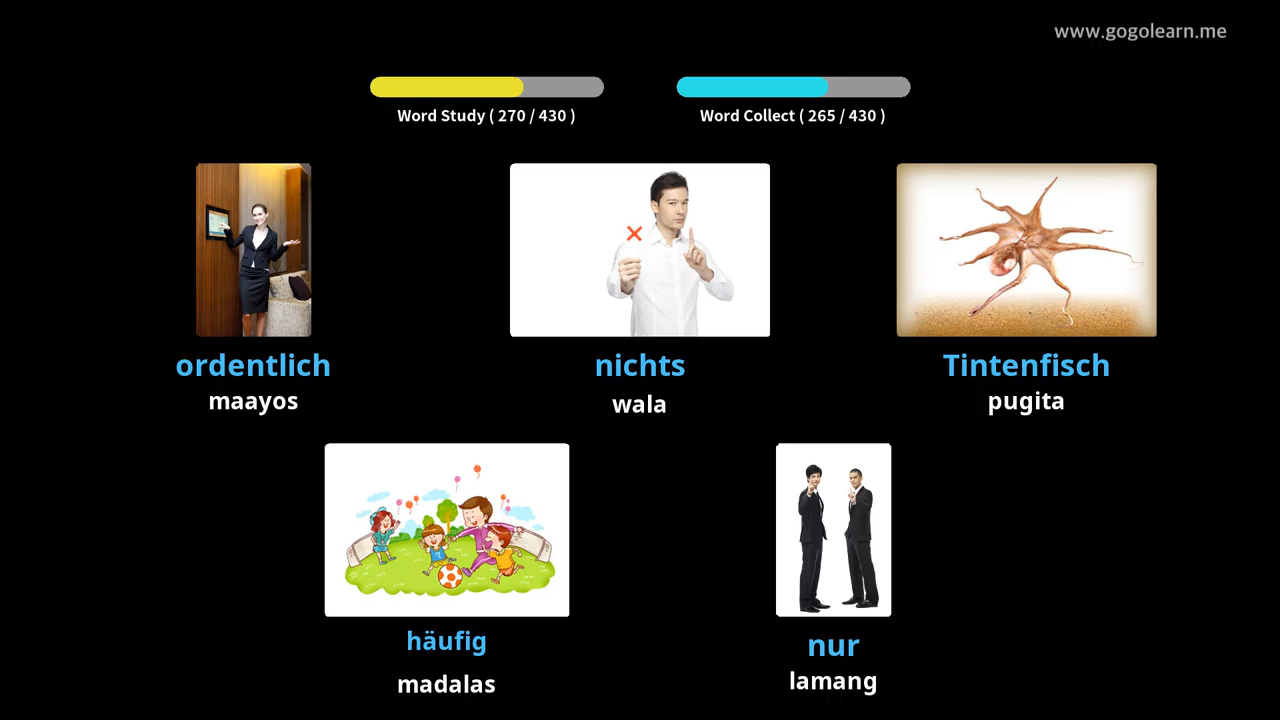 www.gogolearn.me
Word Study ( 270 / 430 )
Word Collect ( 265 / 430 )
ordentlich
maayos
nichts
wala
Tintenfisch
pugita
häufig
madalas
nur
lamang